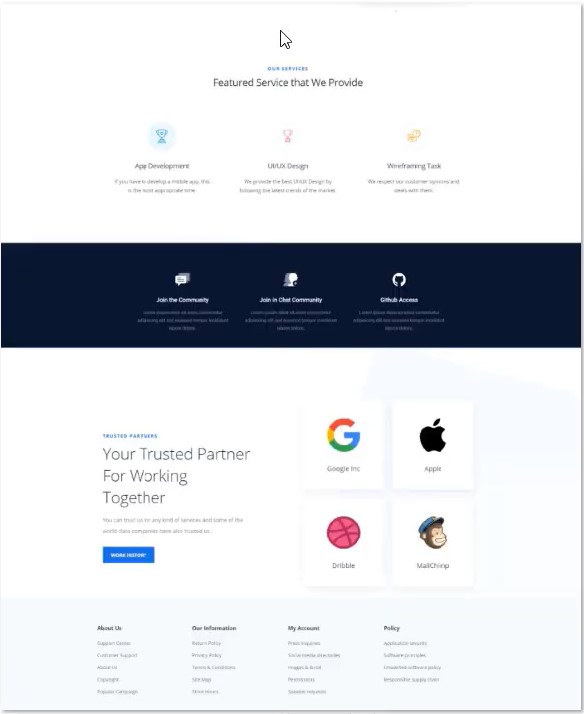 OUR SERVICES
Featured Service that We Provide
App Development
UI/UX Design
Wireframing Task
If you have to develop a mobile app, this
is the most appropriate time.
We provide the best UI/UX Design by
following the latest trends of the market.
We respect our customer opinions and
deals with them.
Join the Community
Join in Chat Community
Github Access
TRUSTED PARTNERS
Your Trusted Partner
For Working
Together
You can trust us for any kind of services and some of the
world class companies have also trusted us.
WORK HISTORY
Google Inc
Apple
Dribble
MailChimp
About Us
Support Center
Customer Support
About Us
Copyright
Popular Campaign
Our Information
Return Policy
Privacy Policy
Terms & Conditions
Site Map
Store Hours
My Account
Press inquiries
Social media directories
Images & B-roll
Permissions
Speaker requests
Policy
Application security
Software principles
Unwanted software policy
Responsible supply chain